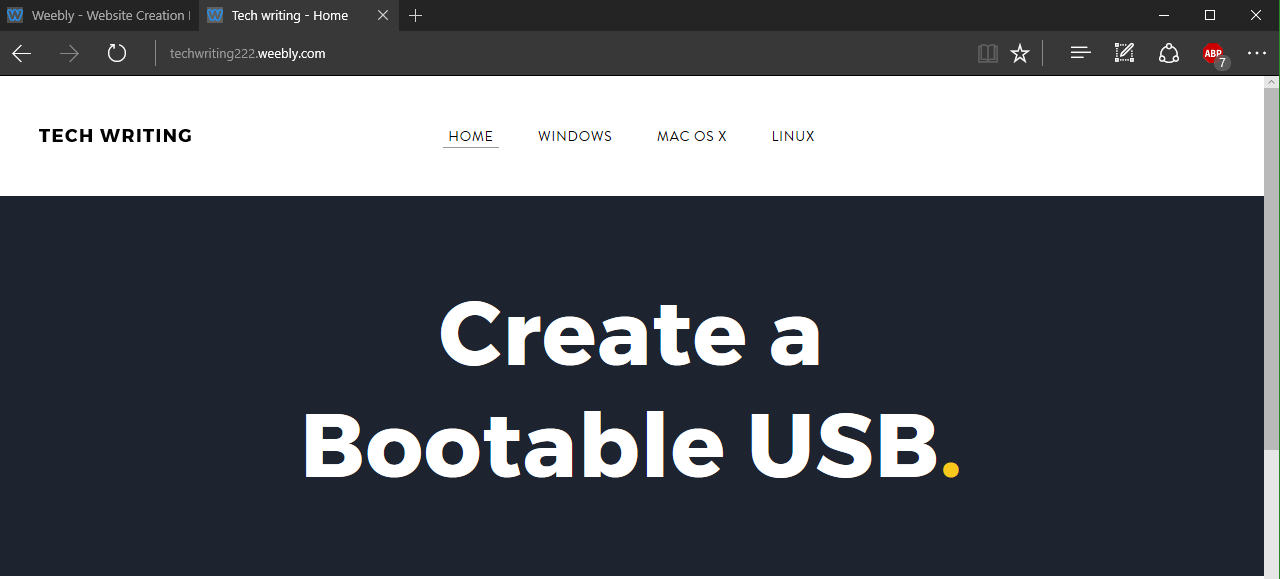 Weebly - Website Creation
Tech writing - Home
techwriting222.weebly.com
ABP
7
TECH WRITING
HOME
WINDOWS
MAC OS X
LINUX
Create a
Bootable USB.